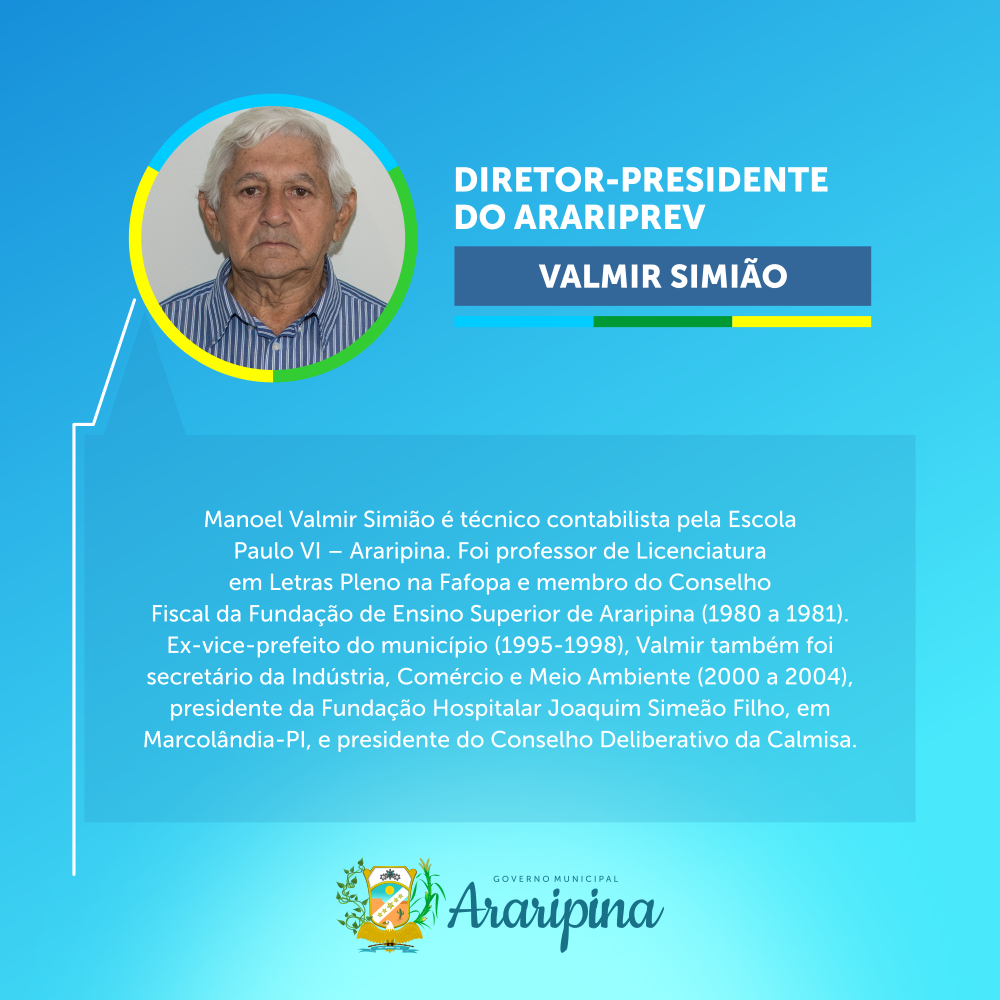 DIRETOR-PRESIDENTE
DO ARARIPREV
VALMIR SIMIÃO
Manoel Valmir Simião é técnico contabilista pela Escola
Paulo VI – Araripina. Foi professor de Licenciatura
em Letras Pleno na Fafopa e membro do Conselho
Fiscal da Fundação de Ensino Superior de Araripina (1980 a 1981).
Ex-vice-prefeito do município (1995-1998), Valmir também foi
secretário da Indústria, Comércio e Meio Ambiente (2000 a 2004),
presidente da Fundação Hospitalar Joaquim Simeão Filho, em
Marcolândia-PI, e presidente do Conselho Deliberativo da Calmisa.
GOVERNO MUNICIPAL
Araripina